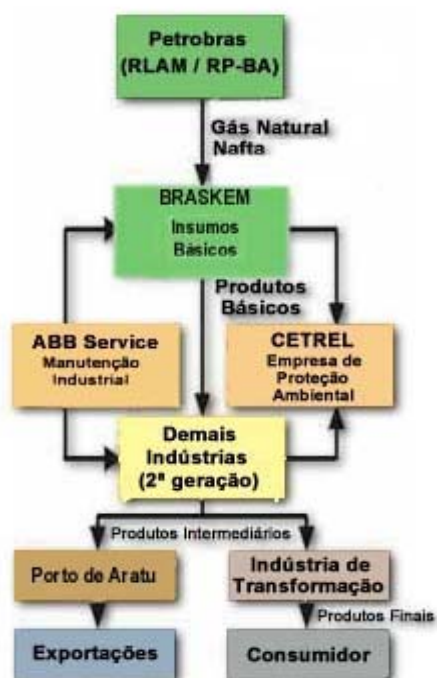 Petrobras
(RLAM / RP-BA)
Gás Natural
Nafta
BRASKEM
Insumos
Básicos
Produtos
Básicos
ABB Service
Manutenção
Industrial
CETREL
Empresa de
Proteção
Ambiental
Demais
Indústrias
(2ª geração)
Produtos Intermediários
Porto de Aratu
Indústria de
Transformação
Produtos Finais
Exportações
Consumidor